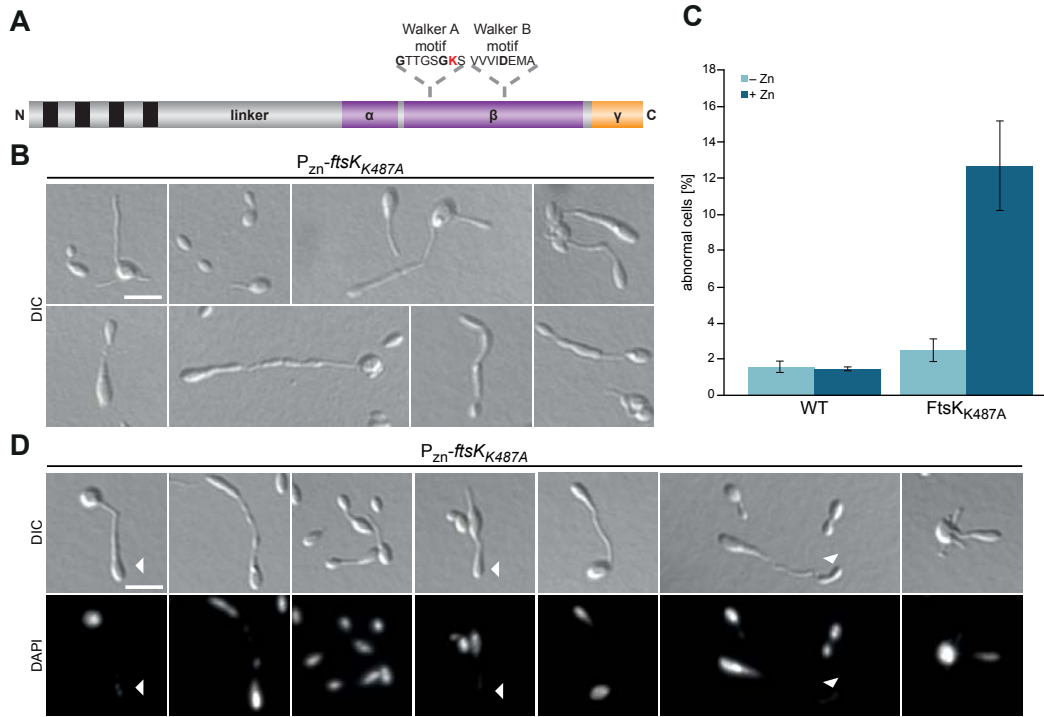 A
Walker A Walker B
motif motif
GTTGSGKS VVVIDEMA
N linker α β γ C
B
Pzn-ftsKK487A
DIC
C
abnormal cells [%]
18
16
14
12
10
8
6
4
2
0
– Zn
+ Zn
WT FtsKK487A
D
Pzn-ftsKK487A
DIC
DAPI